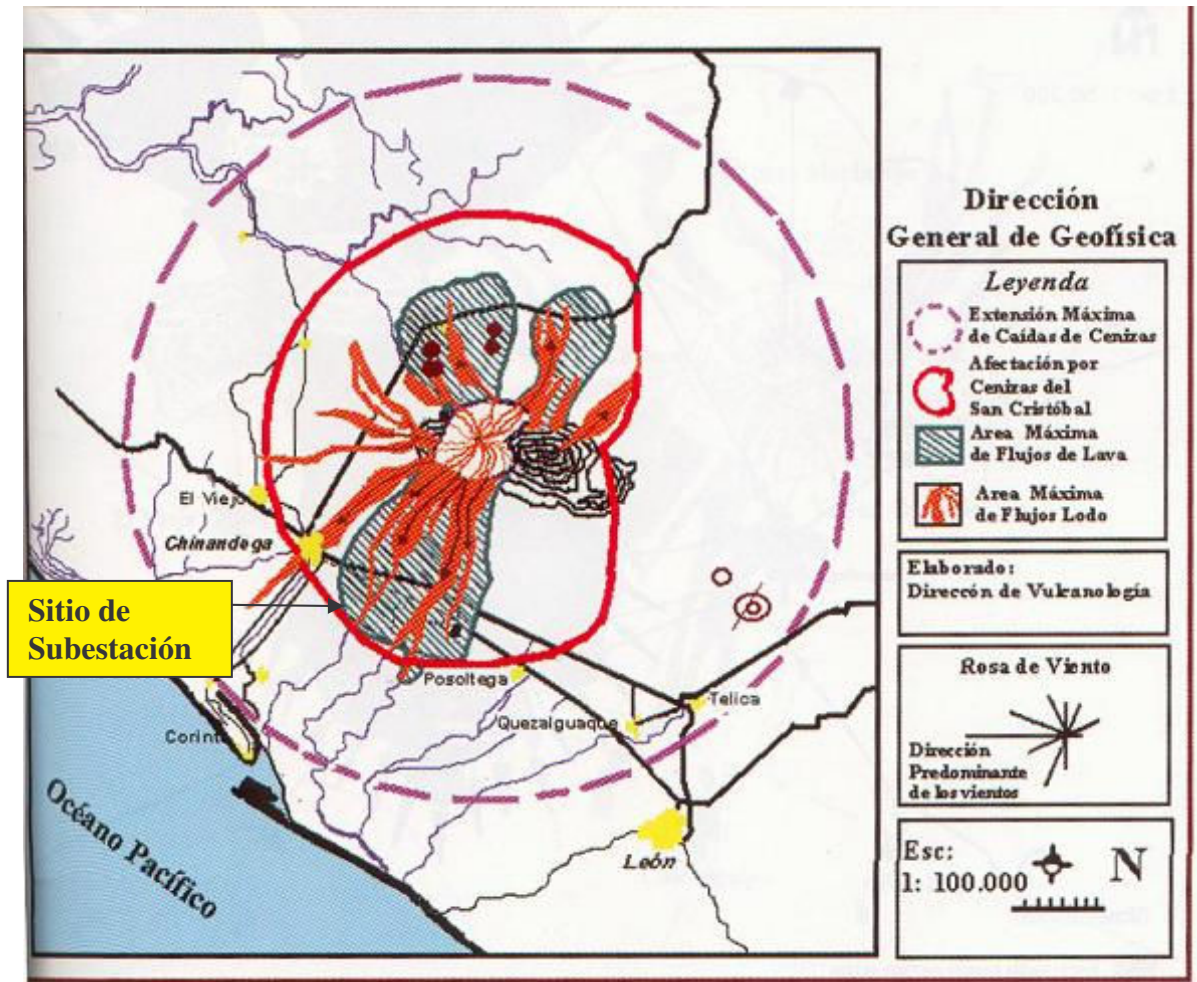 Dirección
General de Geofísica
Leyenda
Extensión Máxima
de Caídas de Cenizas
Afectación por
Cenizas del
San Cristóbal
Area Máxima
de Flujos de Lava
Area Máxima
de Flujos Lodo
Elaborado:
Direccón de Vulcanología
Rosa de Viento
Dirección
Predominante
de los vientos
Esc:
1: 100.000
N
El Viejo
Chinandega
Sitio de
Subestación
Posoltega
Telica
Quezalguaque
Corinto
León
Océano Pacífico